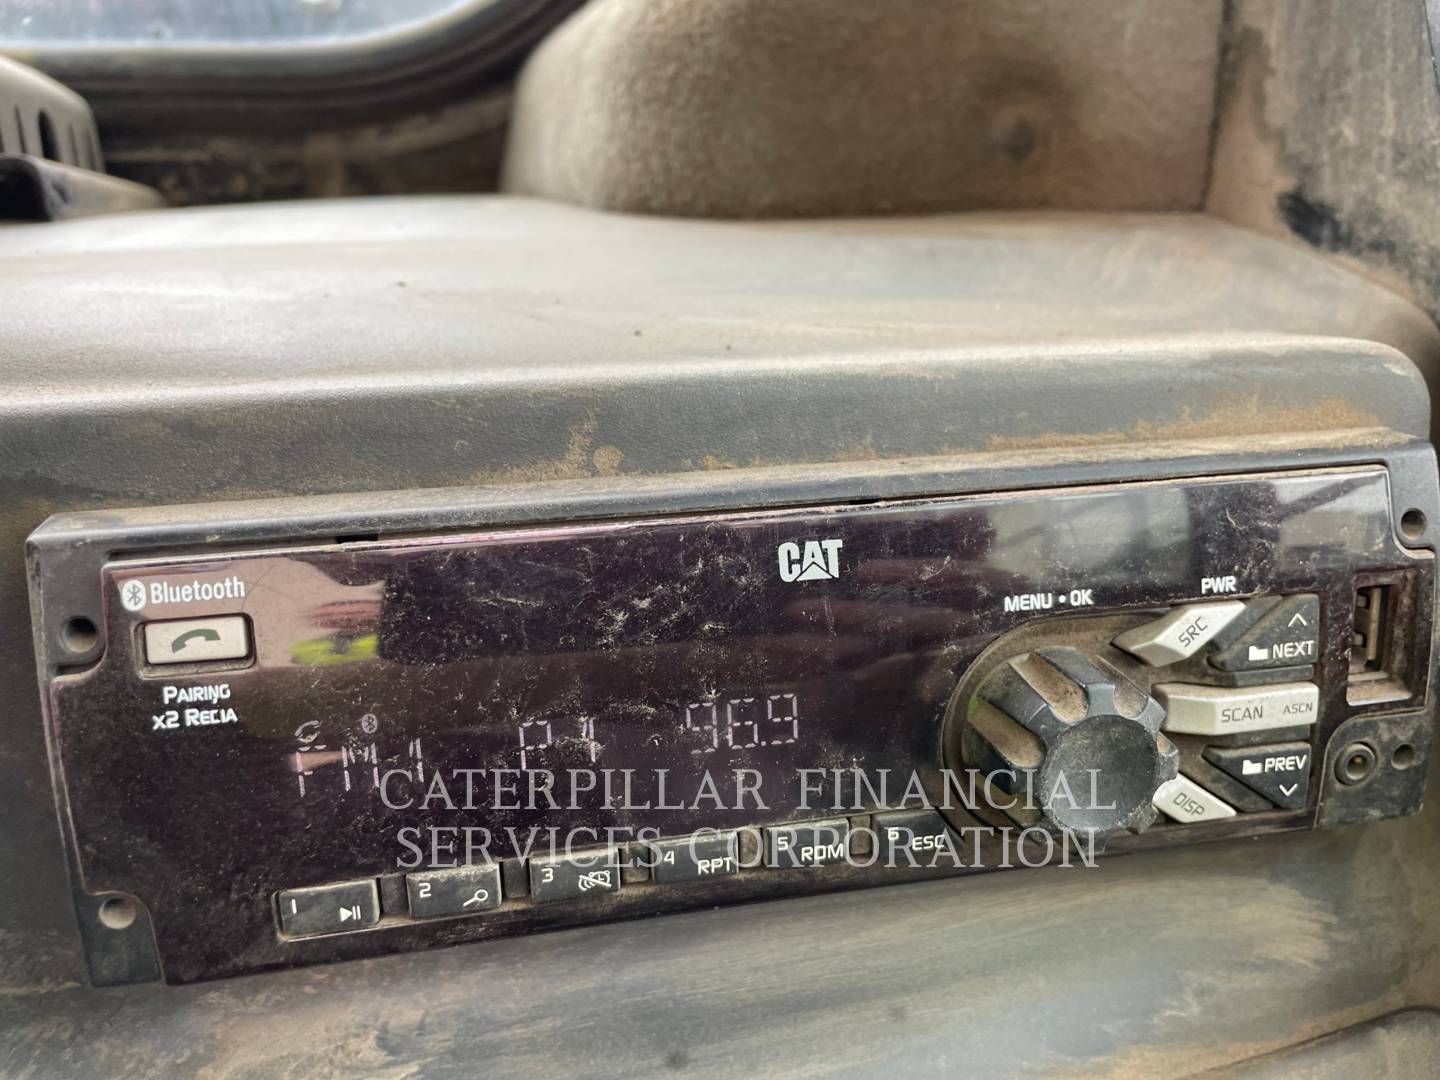 CAT
Bluetooth
MENU • OK
PWR
SRC
NEXT
PAIRING
X2 REDIAL
FM1 P1 96.9
SCAN ASCN
PREV
DISP
CATERPILLAR FINANCIAL
SERVICES CORPORATION
1
2
3
4 RPT
5 RDM
6 ESC